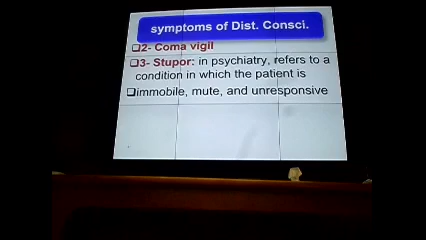 symptoms of Dist. Consci.
❑2- Coma vigil
❑3- Stupor: in psychiatry, refers to a
condition in which the patient is
❑immobile, mute, and unresponsive